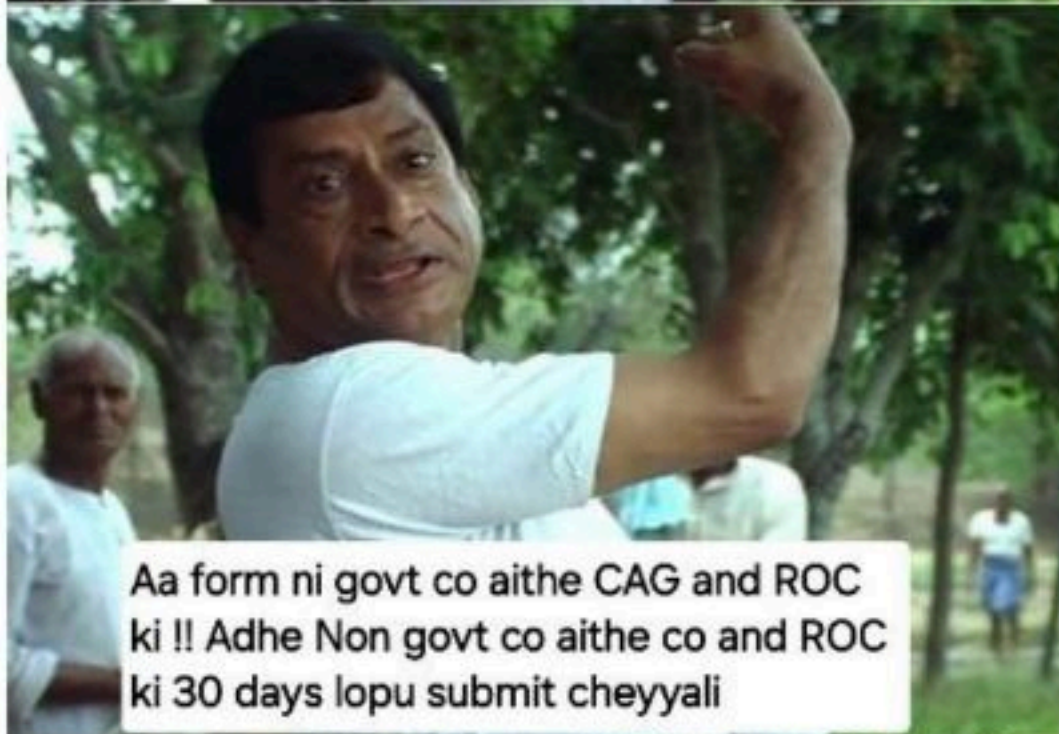 Aa form ni govt co aithe CAG and ROC
ki !! Adhe Non govt co aithe co and ROC
ki 30 days lopu submit cheyyali